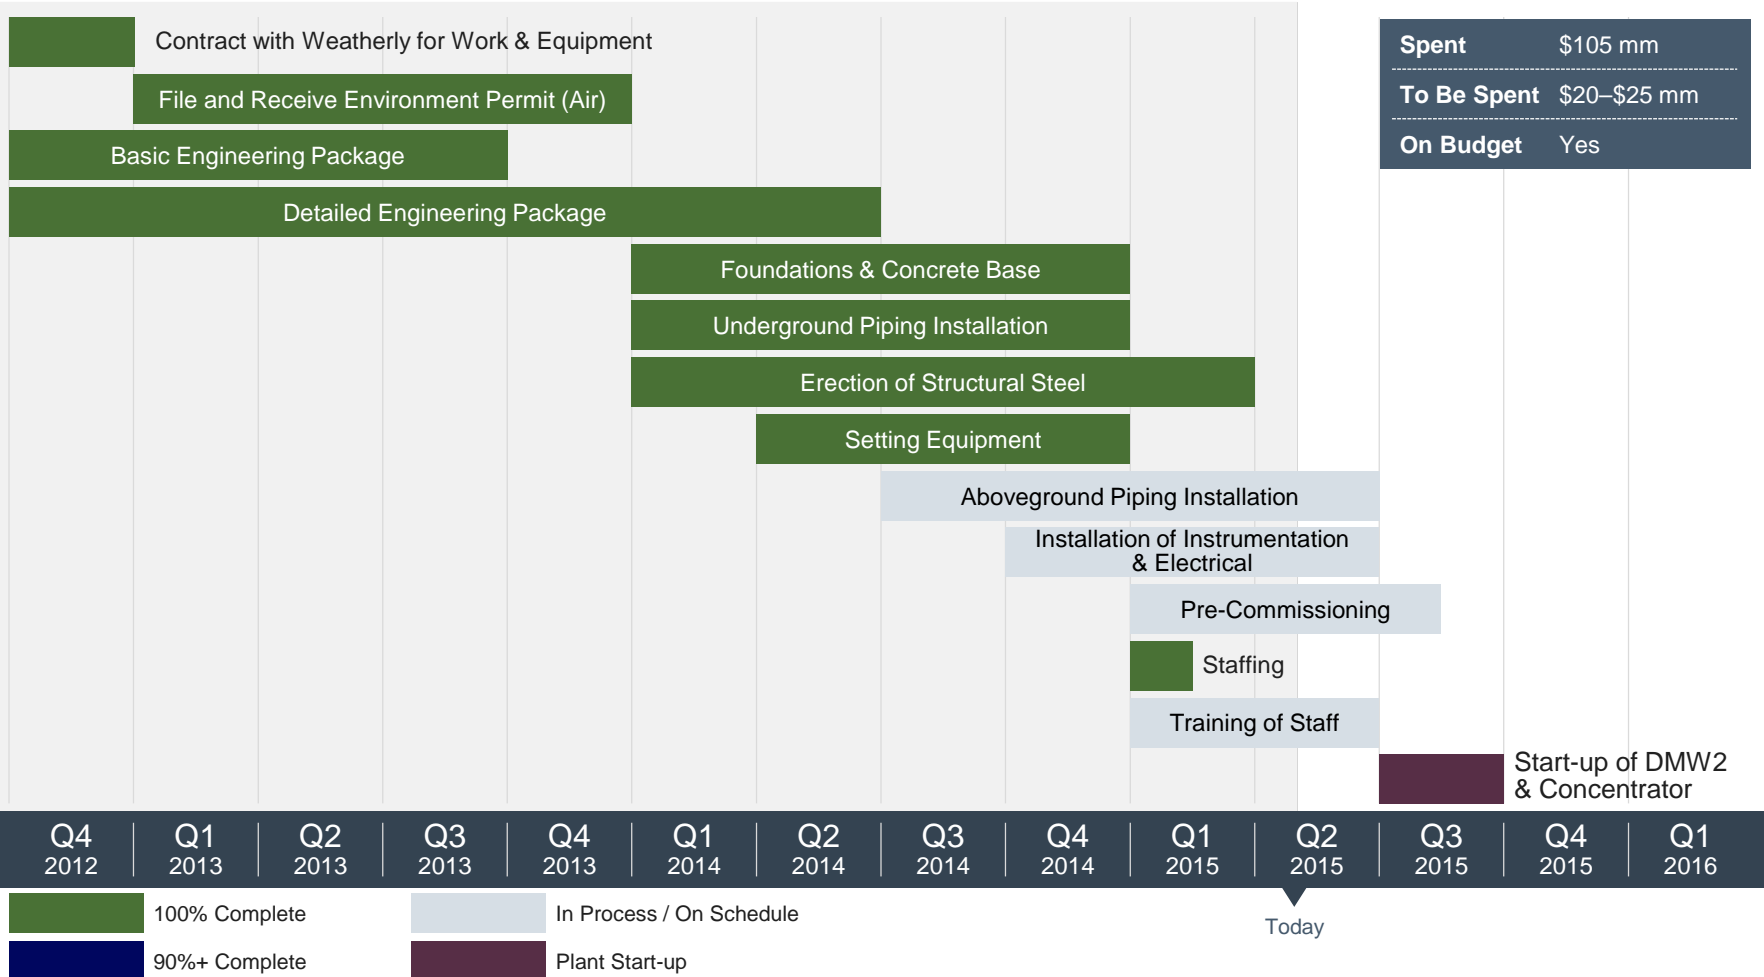 Contract with Weatherly for Work & Equipment
File and Receive Environment Permit (Air)
Basic Engineering Package
Detailed Engineering Package
Foundations & Concrete Base
Underground Piping Installation
Erection of Structural Steel
Setting Equipment
Aboveground Piping Installation
Installation of Instrumentation
& Electrical
Pre-Commissioning
Staffing
Training of Staff
Start-up of DMW2
& Concentrator
Spent $105 mm
To Be Spent $20–$25 mm
On Budget Yes
Q4 Q1 Q2 Q3 Q4 Q1 Q2 Q3 Q4 Q1 Q2 Q3 Q4 Q1
2012 2013 2013 2013 2013 2014 2014 2014 2014 2015 2015 2015 2015 2016
Today
100% Complete
In Process / On Schedule
90%+ Complete
Plant Start-up